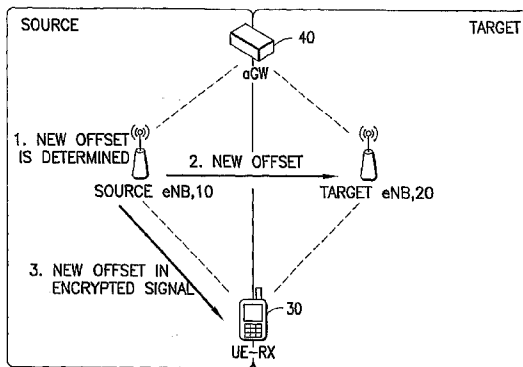 SOURCE
TARGET
40
aGW
1. NEW OFFSET
IS DETERMINED
2. NEW OFFSET
SOURCE eNB,10
TARGET eNB,20
3. NEW OFFSET IN
ENCRYPTED SIGNAL
30
UE-RX